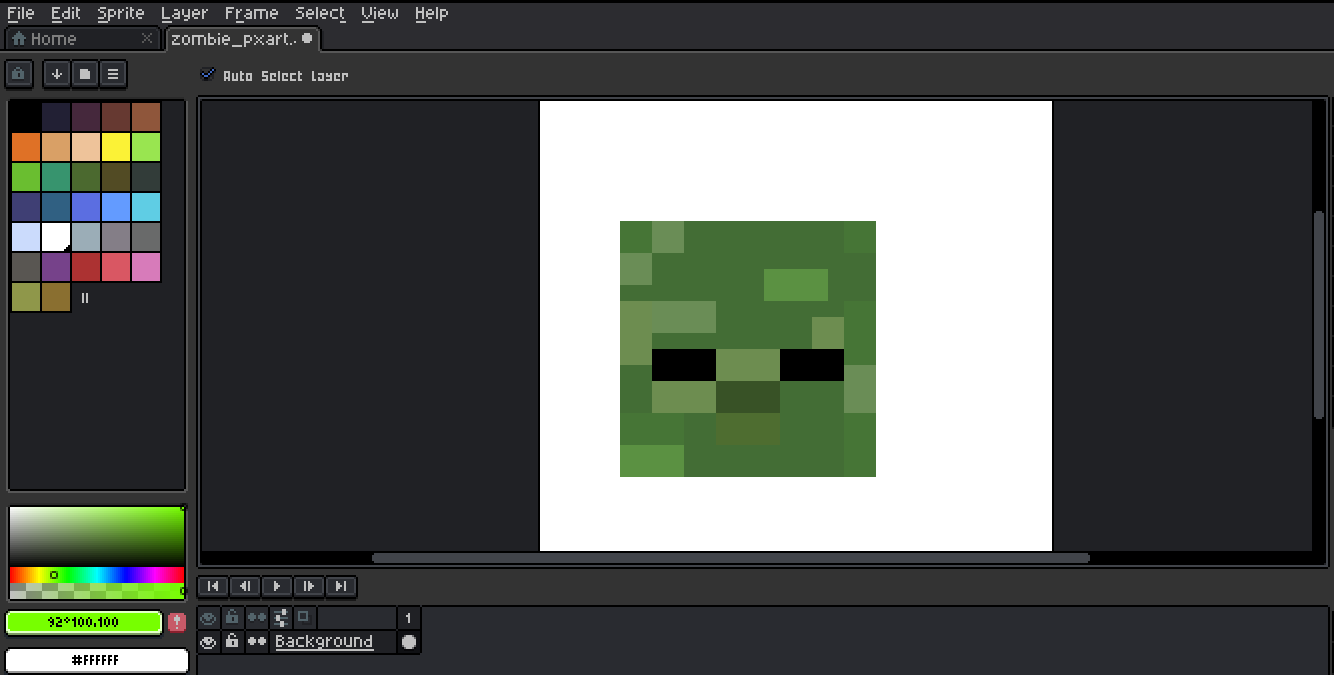 File Edit Sprite Layer Frame Select View Help
Home zombie_pxart..
Auto Select Layer
92°100,100
1
Background
#FFFFFF